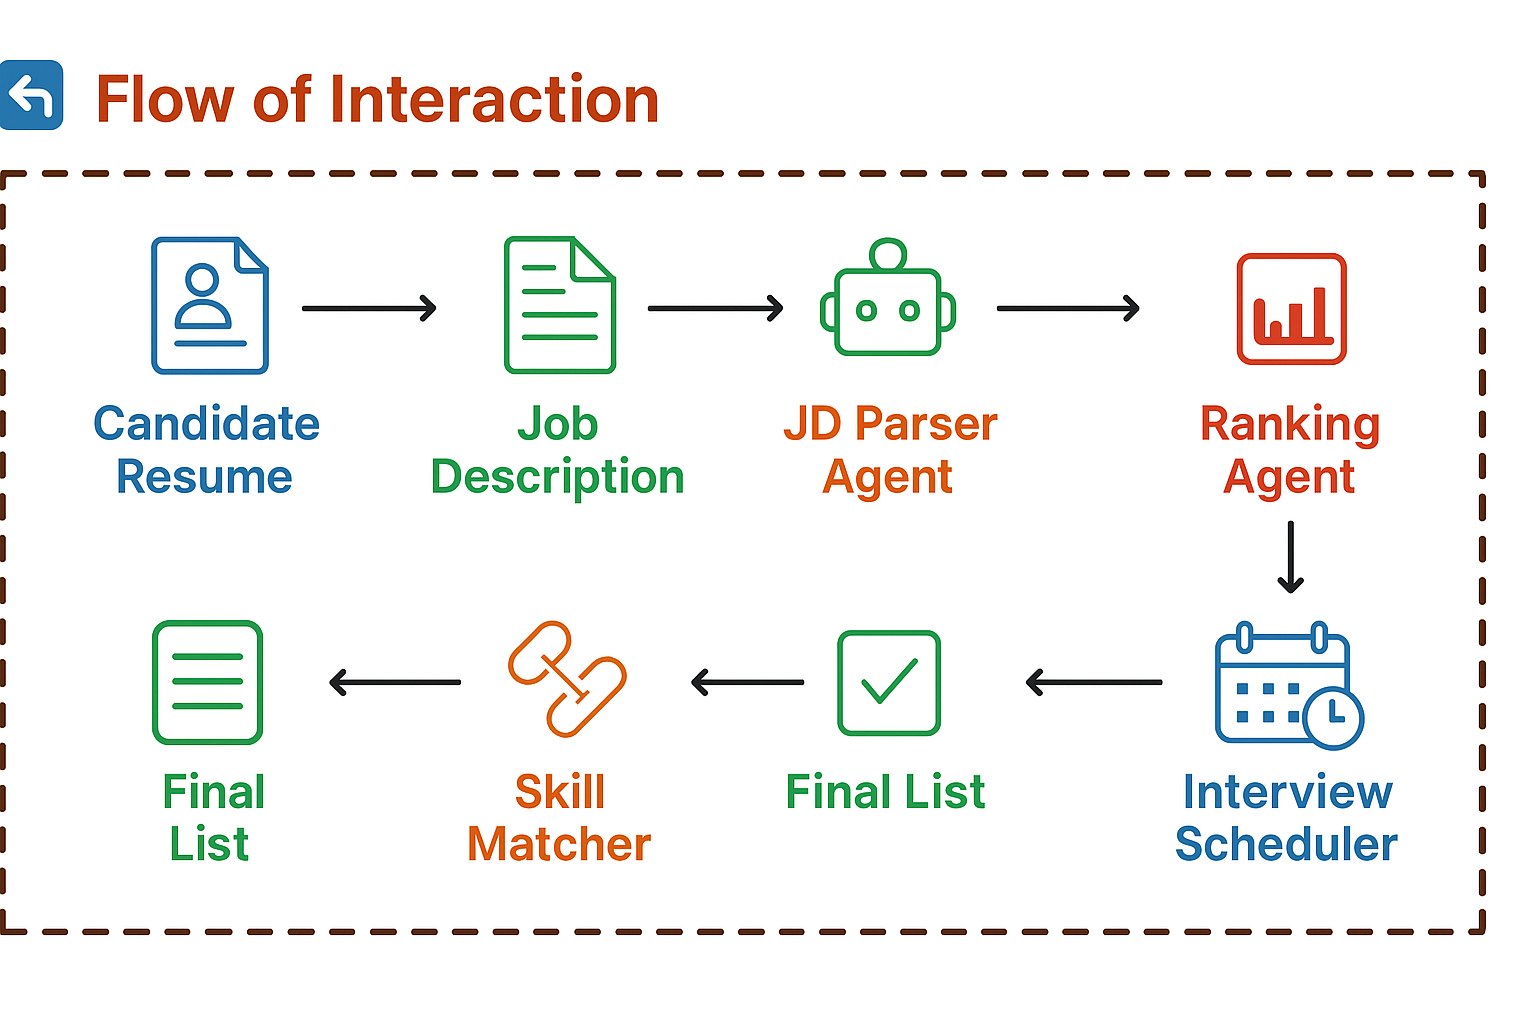 Flow of Interaction
Candidate
Resume
Job
Description
JD Parser
Agent
Ranking
Agent
Final
List
Skill
Matcher
Final List
Interview
Scheduler